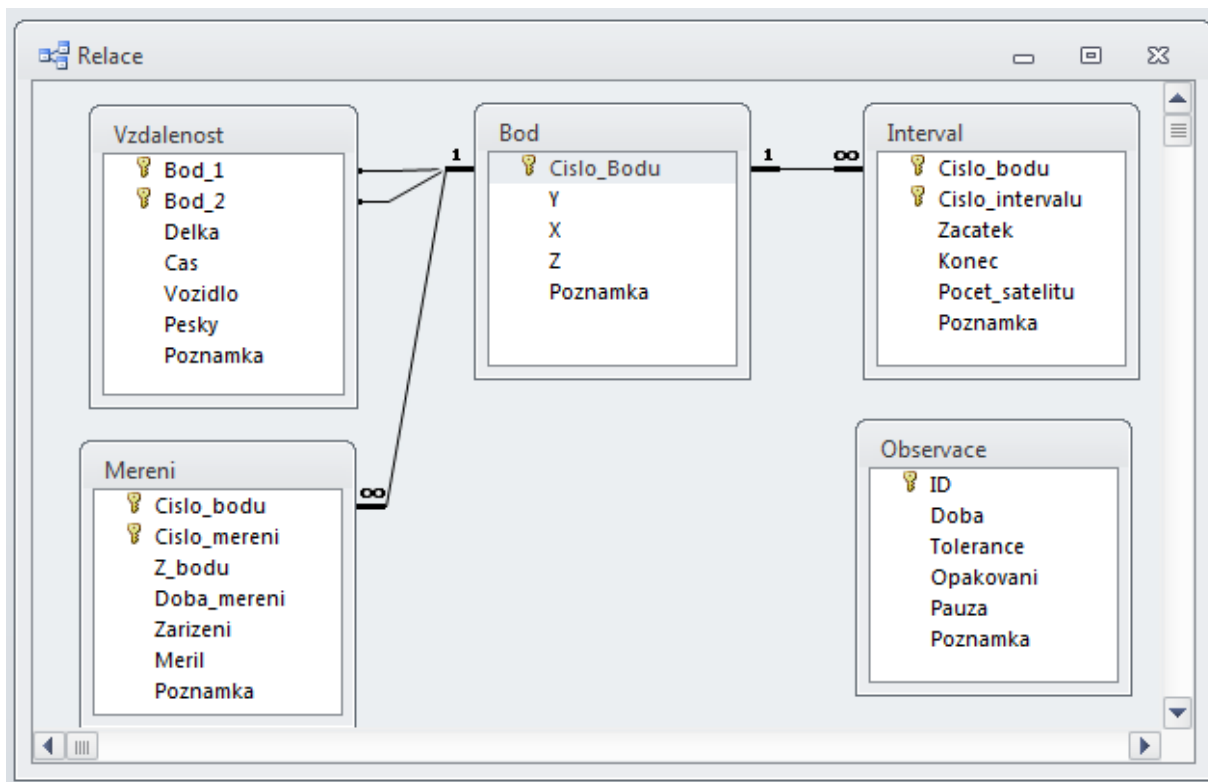 Relace
Vzdalenost
Bod_1
Bod_2
Delka
Cas
Vozidlo
Pesky
Poznamka
1
Bod
Cislo_Bodu
Y
X
Z
Poznamka
1
∞
Interval
Cislo_bodu
Cislo_intervalu
Zacatek
Konec
Pocet_satelitu
Poznamka
Mereni
Cislo_bodu
Cislo_mereni
Z_bodu
Doba_mereni
Zarizeni
Meril
Poznamka
∞
Observace
ID
Doba
Tolerance
Opakovani
Pauza
Poznamka